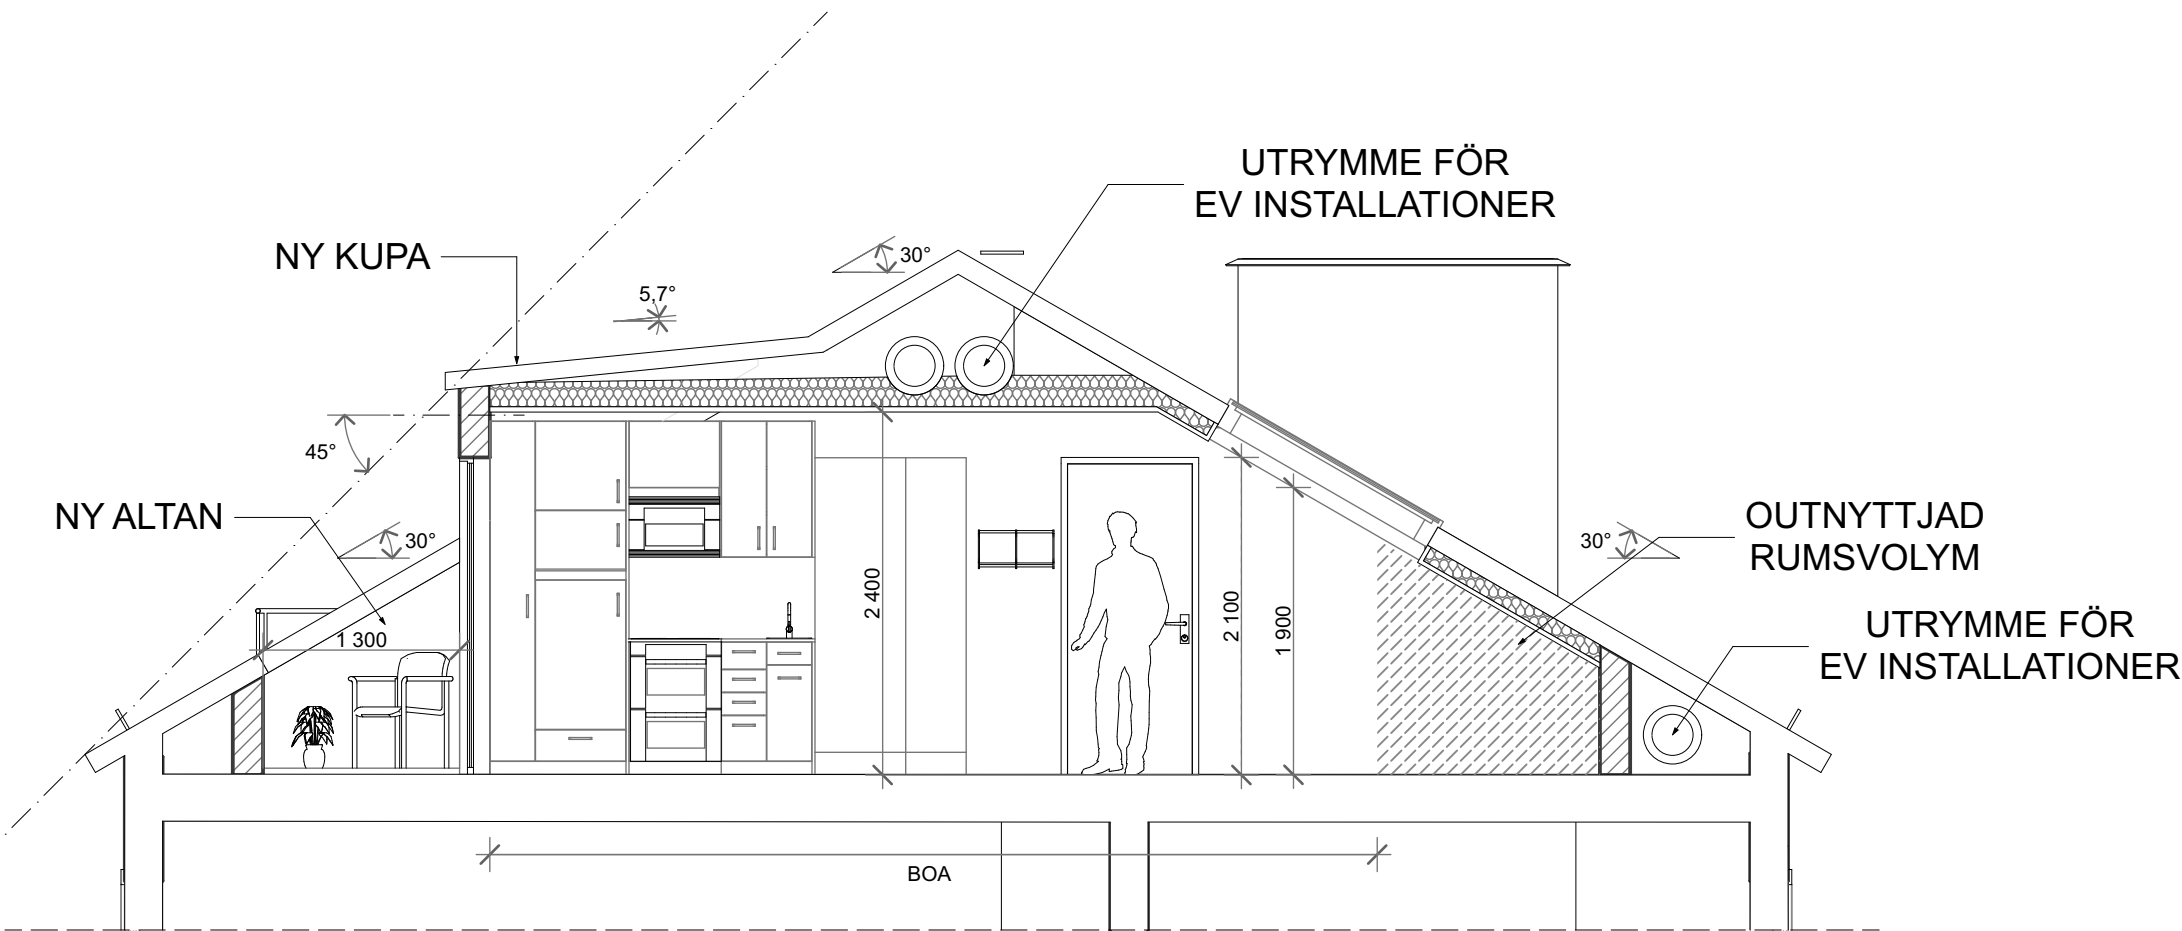 UTRYMME FÖR
EV INSTALLATIONER
NY KUPA
30°
5,7°
45°
NY ALTAN
30°
OUTNYTTJAD
RUMSVOLYM
30°
UTRYMME FÖR
EV INSTALLATIONER
1 300
2 400
2 100
1 900
BOA